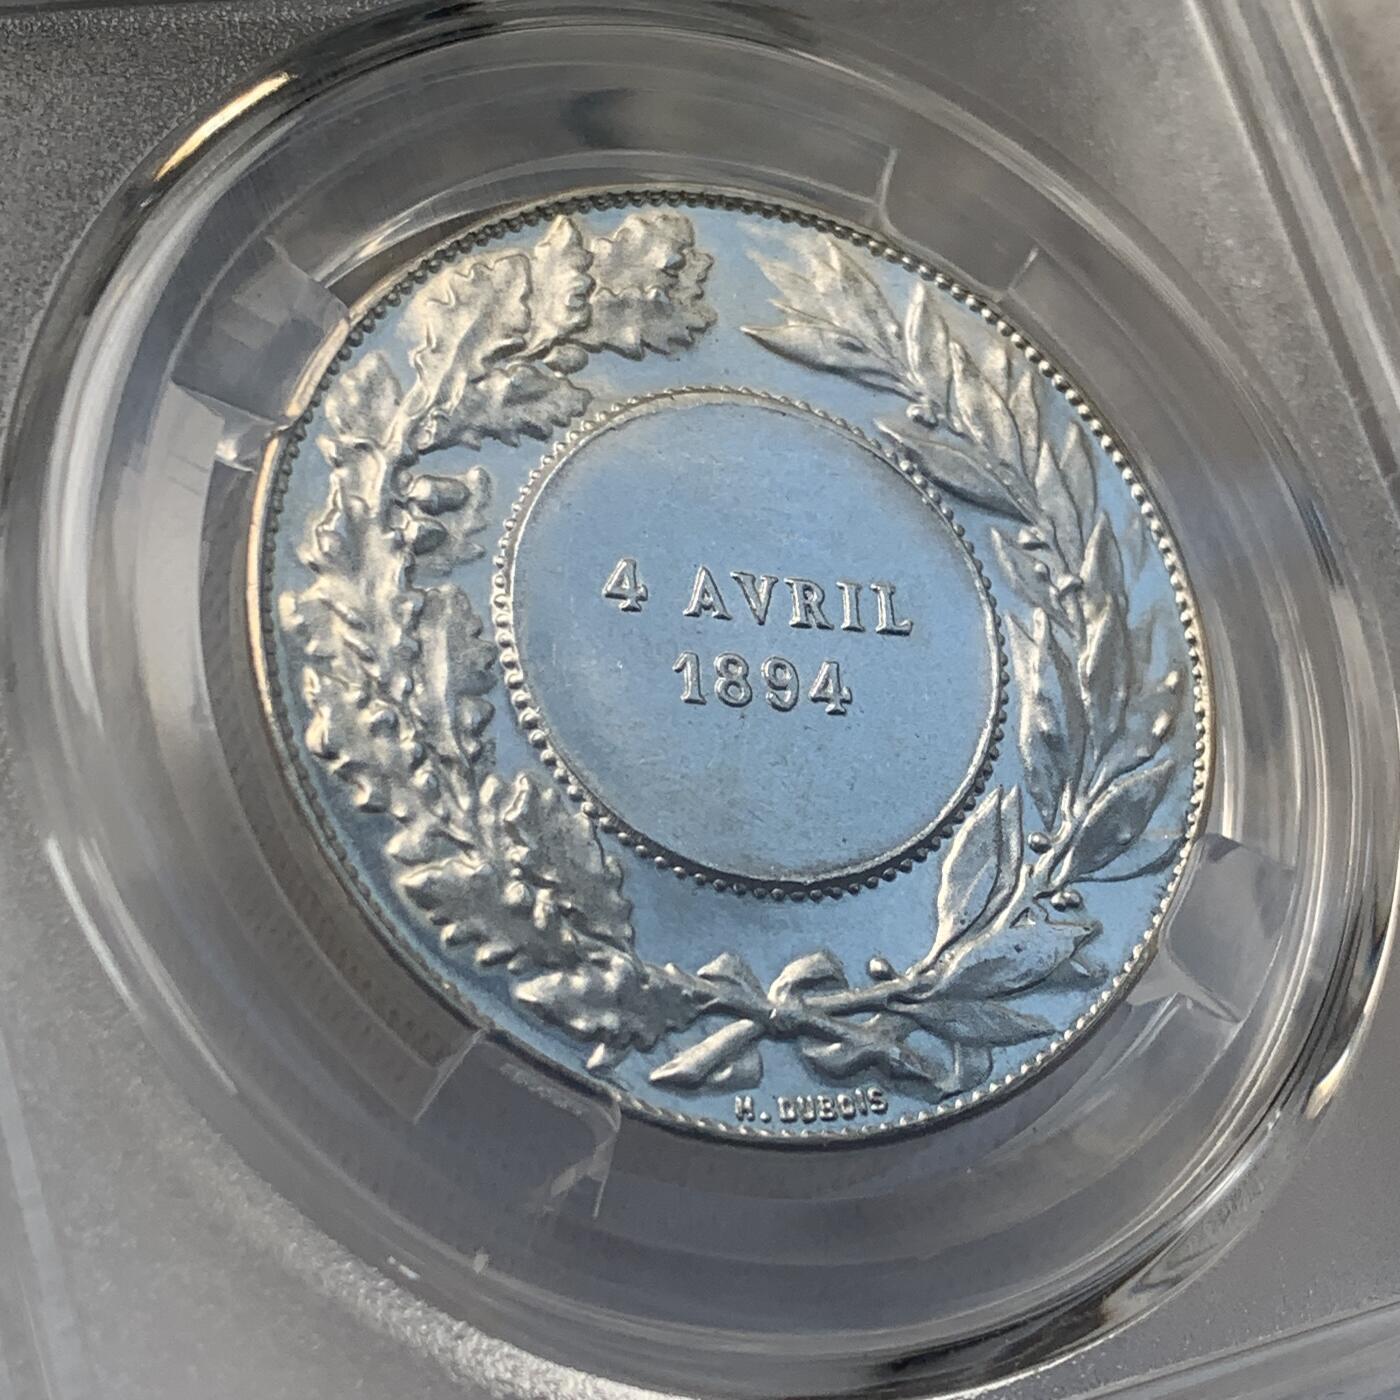 4 AVRIL
1894
H. DUBOIS